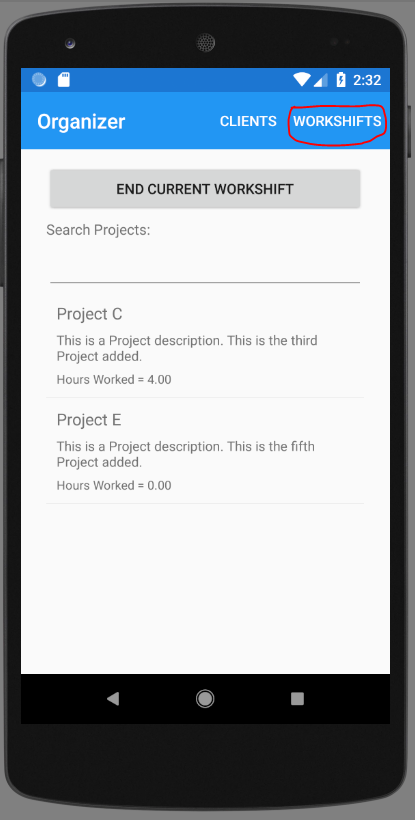 2:32
Organizer CLIENTS WORKSHIFTS
END CURRENT WORKSHIFT
Search Projects:
Project C
This is a Project description. This is the third
Project added.
Hours Worked = 4.00
Project E
This is a Project description. This is the fifth
Project added.
Hours Worked = 0.00